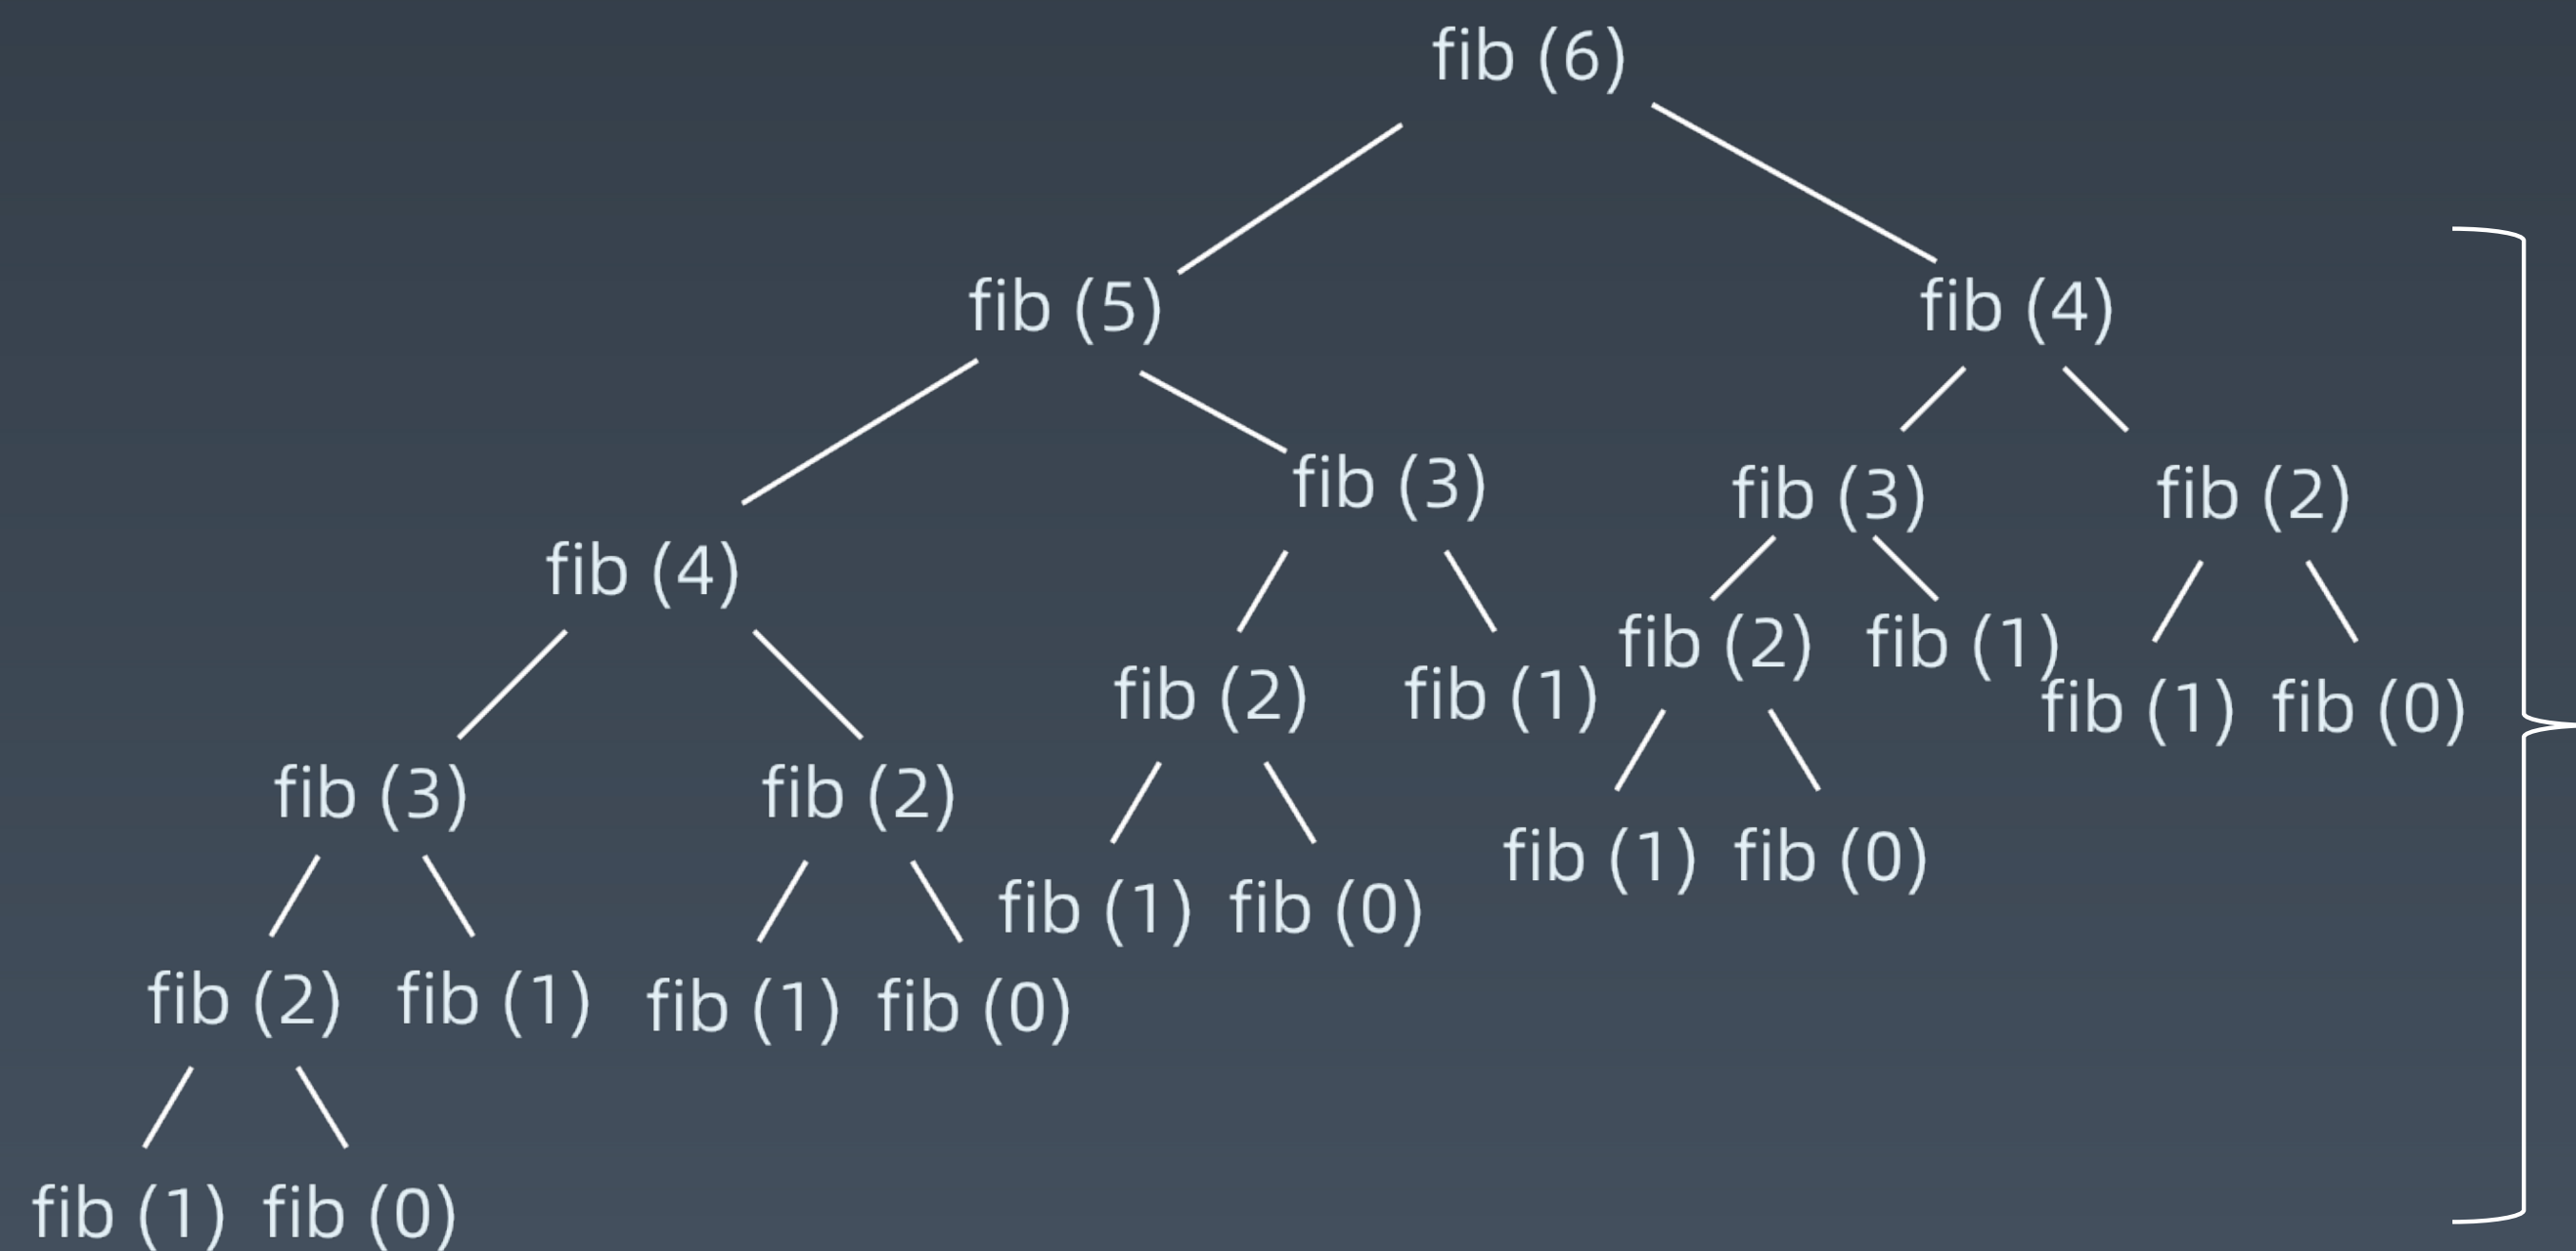 fib (6)
fib (5) fib (4)
fib (3) fib (3) fib (2)
fib (4)
fib (2) fib (1)
fib (2) fib (1) fib (1) fib (0)
fib (3) fib (2)
fib (1) fib (0)
fib (1) fib (0)
fib (2) fib (1) fib (1) fib (0)
fib (1) fib (0)